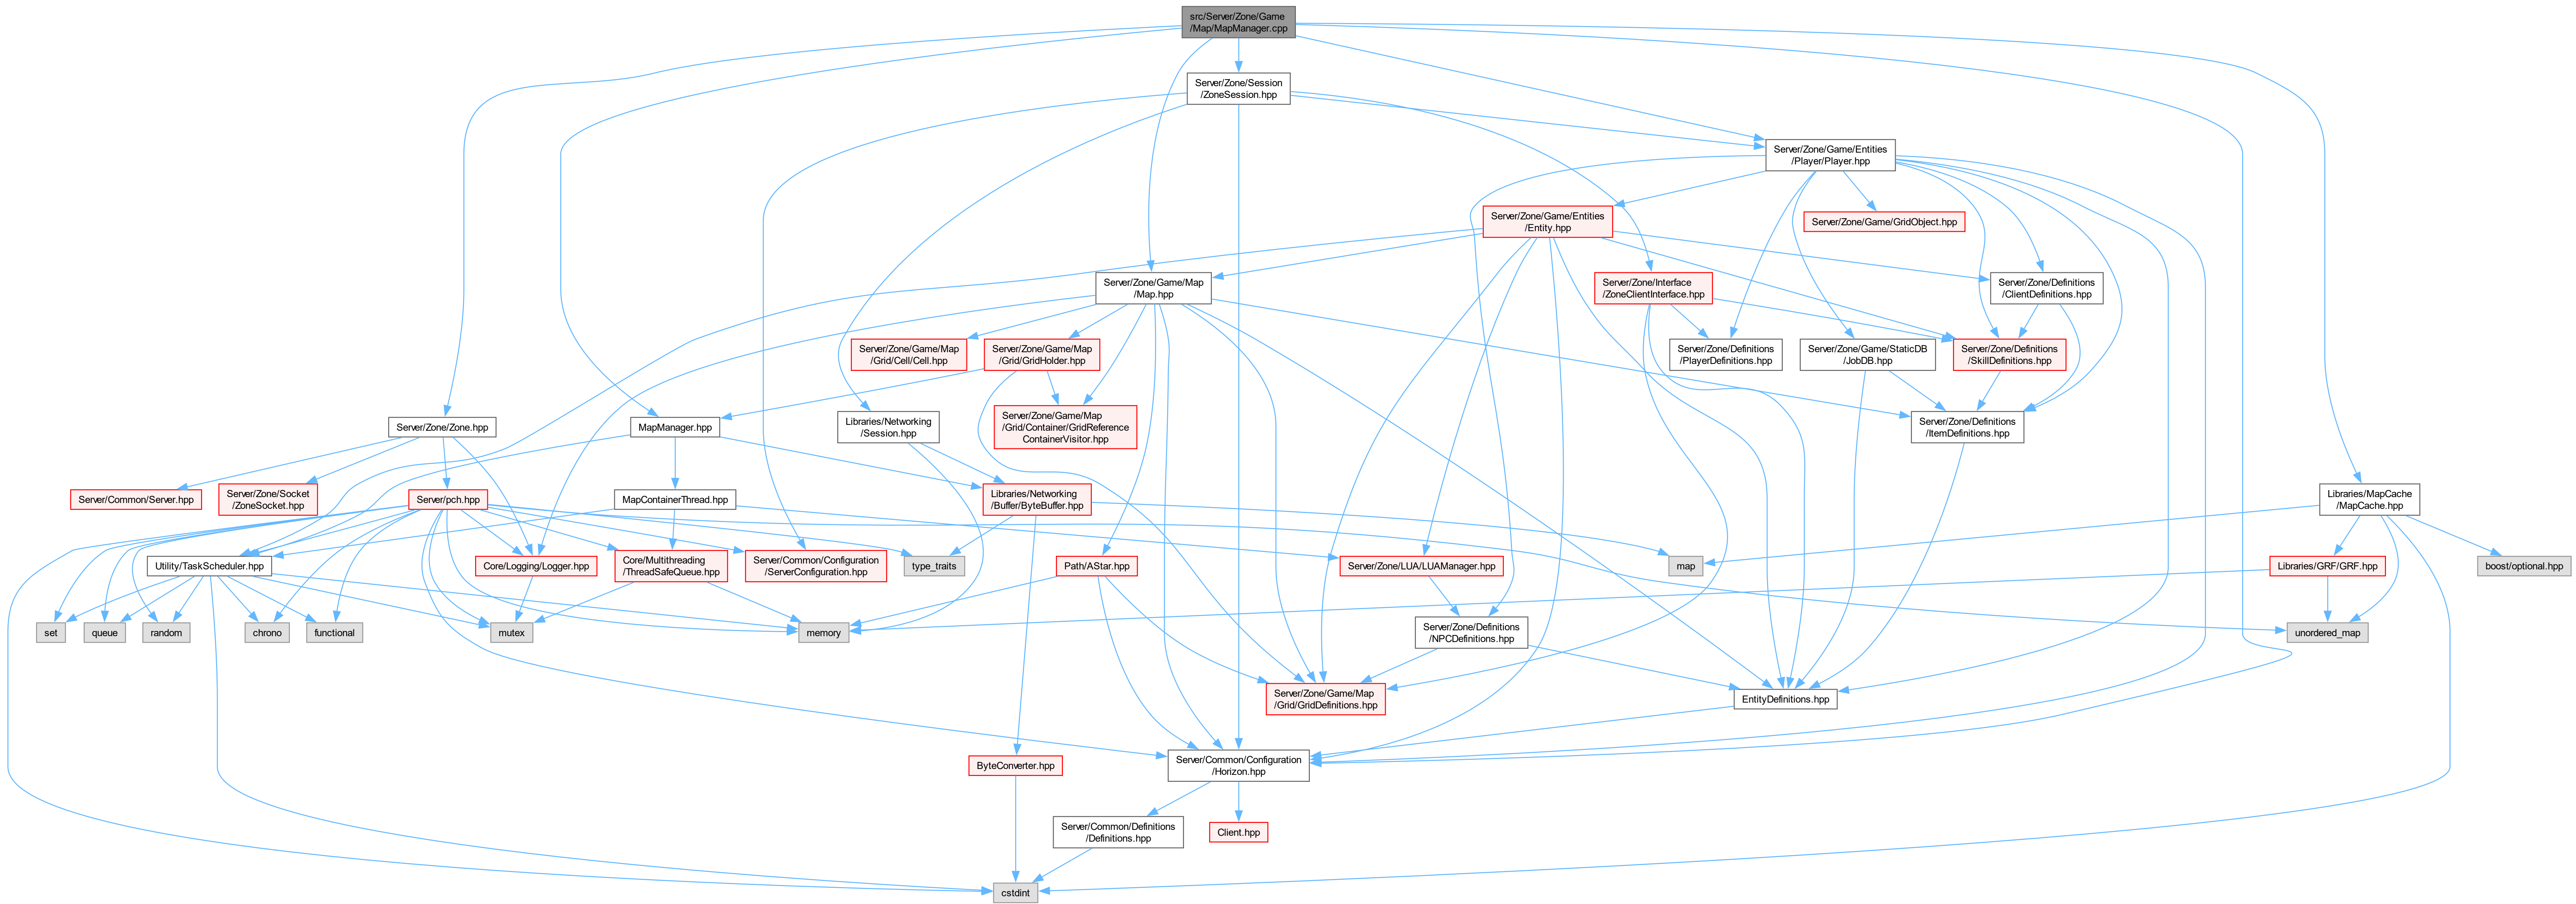 src/Server/Zone/Game
/Map/MapManager.cpp
Server/Zone/Session
/ZoneSession.hpp
Server/Zone/Game/Entities
/Player/Player.hpp
Server/Zone/Game/Entities
/Entity.hpp
Server/Zone/Game/GridObject.hpp
Server/Zone/Game/Map
/Map.hpp
Server/Zone/Interface
/ZoneClientInterface.hpp
Server/Zone/Definitions
/ClientDefinitions.hpp
Server/Zone/Game/Map
/Grid/Cell/Cell.hpp
Server/Zone/Game/Map
/Grid/GridHolder.hpp
Server/Zone/Definitions
/PlayerDefinitions.hpp
Server/Zone/Game/StaticDB
/JobDB.hpp
Server/Zone/Definitions
/SkillDefinitions.hpp
Server/Zone/Zone.hpp
MapManager.hpp
Libraries/Networking
/Session.hpp
Server/Zone/Game/Map
/Grid/Container/GridReference
ContainerVisitor.hpp
Server/Zone/Definitions
/ItemDefinitions.hpp
Server/Common/Server.hpp
Server/Zone/Socket
/ZoneSocket.hpp
Server/pch.hpp
MapContainerThread.hpp
Libraries/Networking
/Buffer/ByteBuffer.hpp
Libraries/MapCache
/MapCache.hpp
Utility/TaskScheduler.hpp
Core/Logging/Logger.hpp
Core/Multithreading
/ThreadSafeQueue.hpp
Server/Common/Configuration
/ServerConfiguration.hpp
type_traits
Path/AStar.hpp
Server/Zone/LUA/LUAManager.hpp
map
Libraries/GRF/GRF.hpp
boost/optional.hpp
set
queue
random
chrono
functional
mutex
memory
Server/Zone/Definitions
/NPCDefinitions.hpp
unordered_map
Server/Zone/Game/Map
/Grid/GridDefinitions.hpp
EntityDefinitions.hpp
ByteConverter.hpp
Server/Common/Configuration
/Horizon.hpp
Server/Common/Definitions
/Definitions.hpp
Client.hpp
cstdint